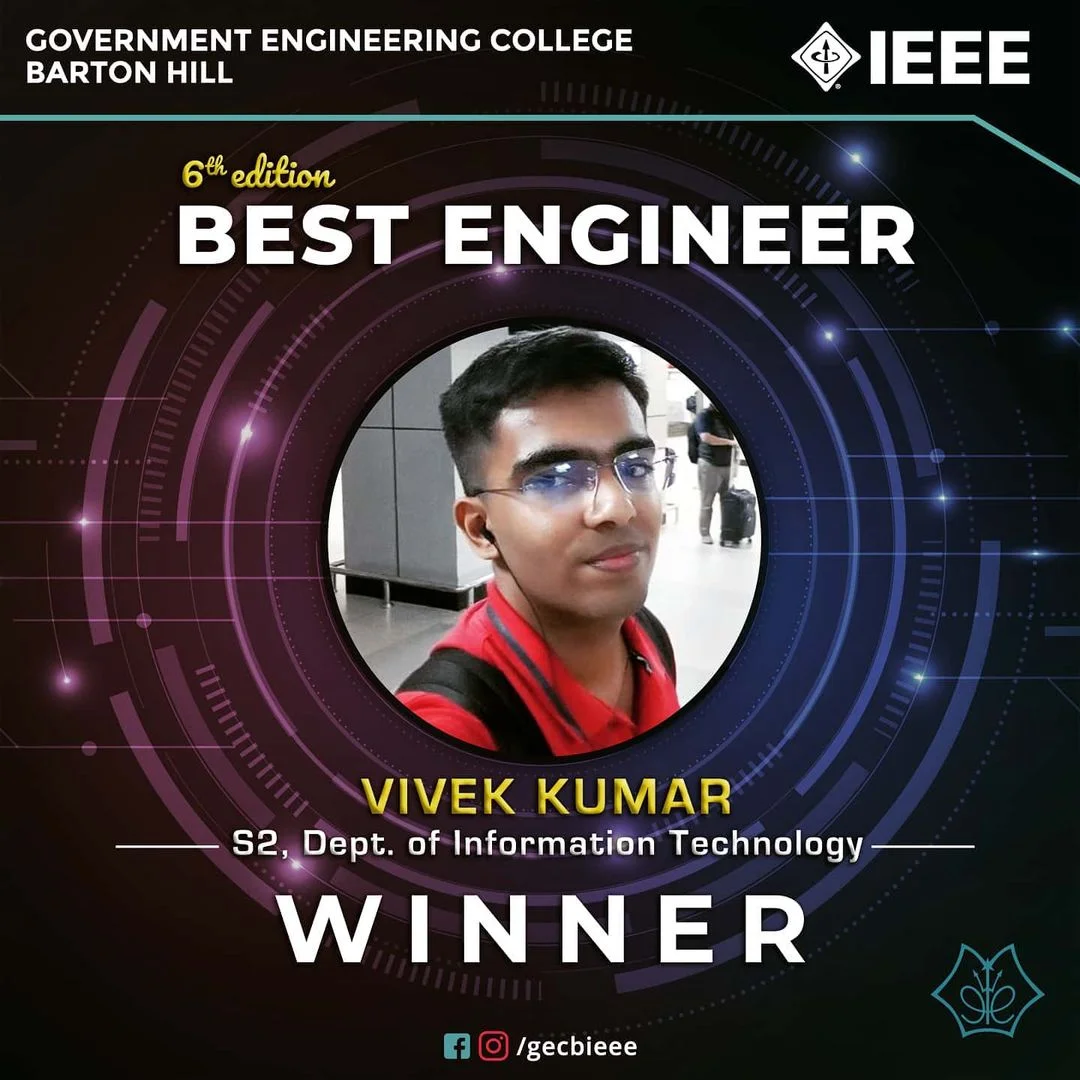 GOVERNMENT ENGINEERING COLLEGE
BARTON HILL
IEEE
6th edition
BEST ENGINEER
VIVEK KUMAR
S2, Dept. of Information Technology
WINNER
/gecbieee